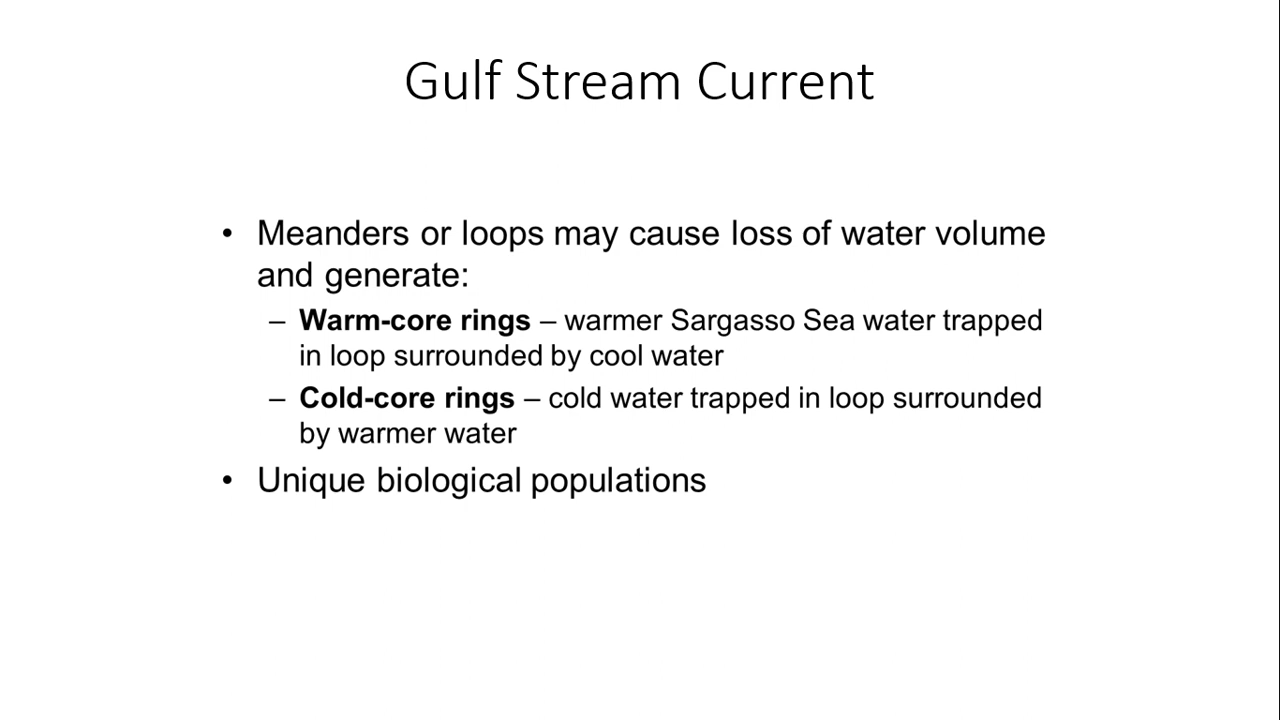 Gulf Stream Current
• Meanders or loops may cause loss of water volume
and generate:
– Warm-core rings – warmer Sargasso Sea water trapped
in loop surrounded by cool water
– Cold-core rings – cold water trapped in loop surrounded
by warmer water
• Unique biological populations